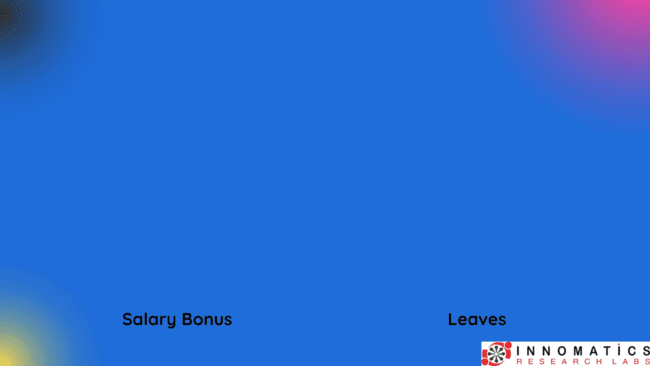 Salary Bonus
Leaves
INNOMATICS
RESEARCH LABS